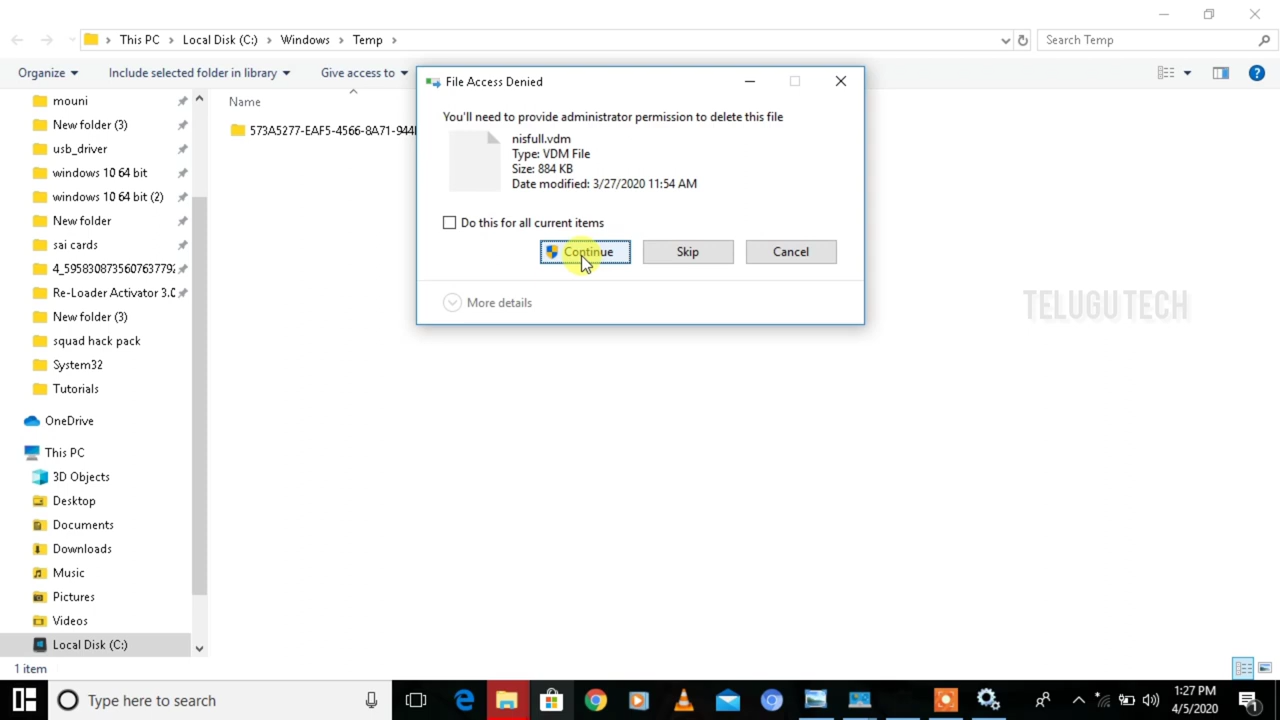 This PC > Local Disk (C:) > Windows > Temp >
Search Temp
Organize
Include selected folder in library
Give access to
mouni
New folder (3)
usb_driver
windows 10 64 bit
windows 10 64 bit (2)
New folder
sai cards
4_5958308735607637792
Re-Loader Activator 3.0
New folder (3)
squad hack pack
System32
Tutorials
OneDrive
This PC
3D Objects
Desktop
Documents
Downloads
Music
Pictures
Videos
Local Disk (C:)
Name
573A5277-EAF5-4566-8A71-944
File Access Denied
You'll need to provide administrator permission to delete this file
nisfull.vdm
Type: VDM File
Size: 884 KB
Date modified: 3/27/2020 11:54 AM
Do this for all current items
Continue
Skip
Cancel
More details
TELUGU TECH
1 item
Type here to search
1:27 PM
4/5/2020
1